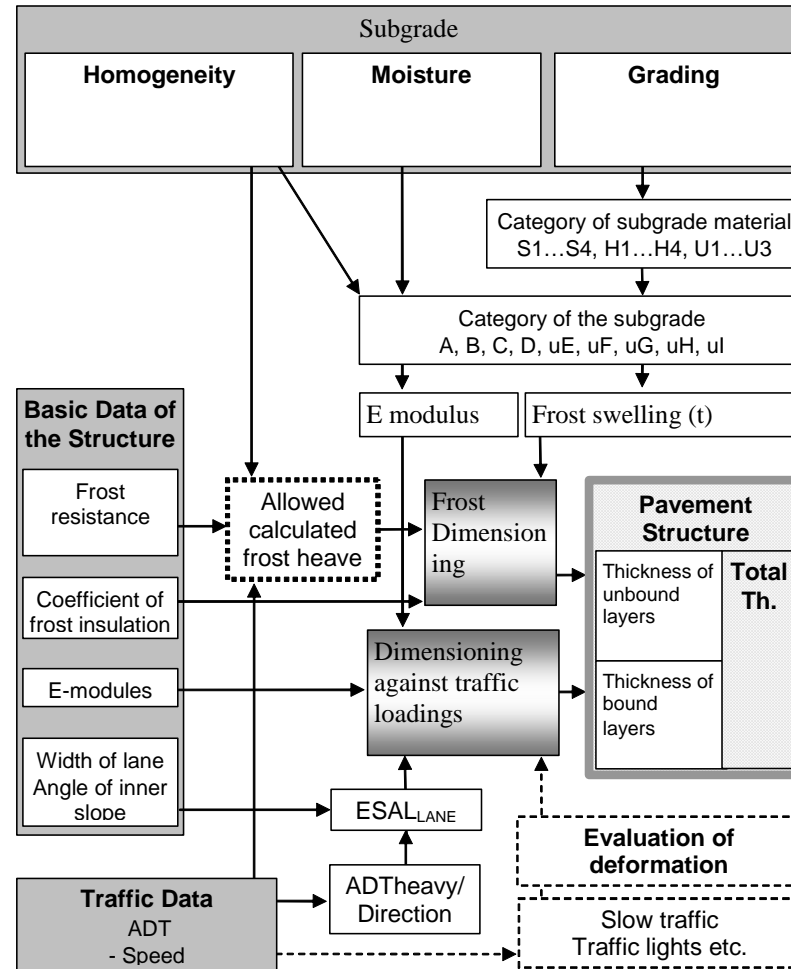 Subgrade
Homogeneity
Moisture
Grading
Category of subgrade material
S1…S4, H1…H4, U1…U3
Category of the subgrade
A, B, C, D, uE, uF, uG, uH, uI
E modulus
Frost swelling (t)
Basic Data of
the Structure
Frost
resistance
Coefficient of
frost insulation
E-modules
Width of lane
Angle of inner
slope
Allowed
calculated
frost heave
Frost
Dimension
ing
Dimensioning
against traffic
loadings
Pavement
Structure
Thickness of
unbound
layers
Total
Th.
Thickness of
bound
layers
ESALLANE
ADTheavy/
Direction
Evaluation of
deformation
Slow traffic
Traffic lights etc.
Traffic Data
ADT
- Speed